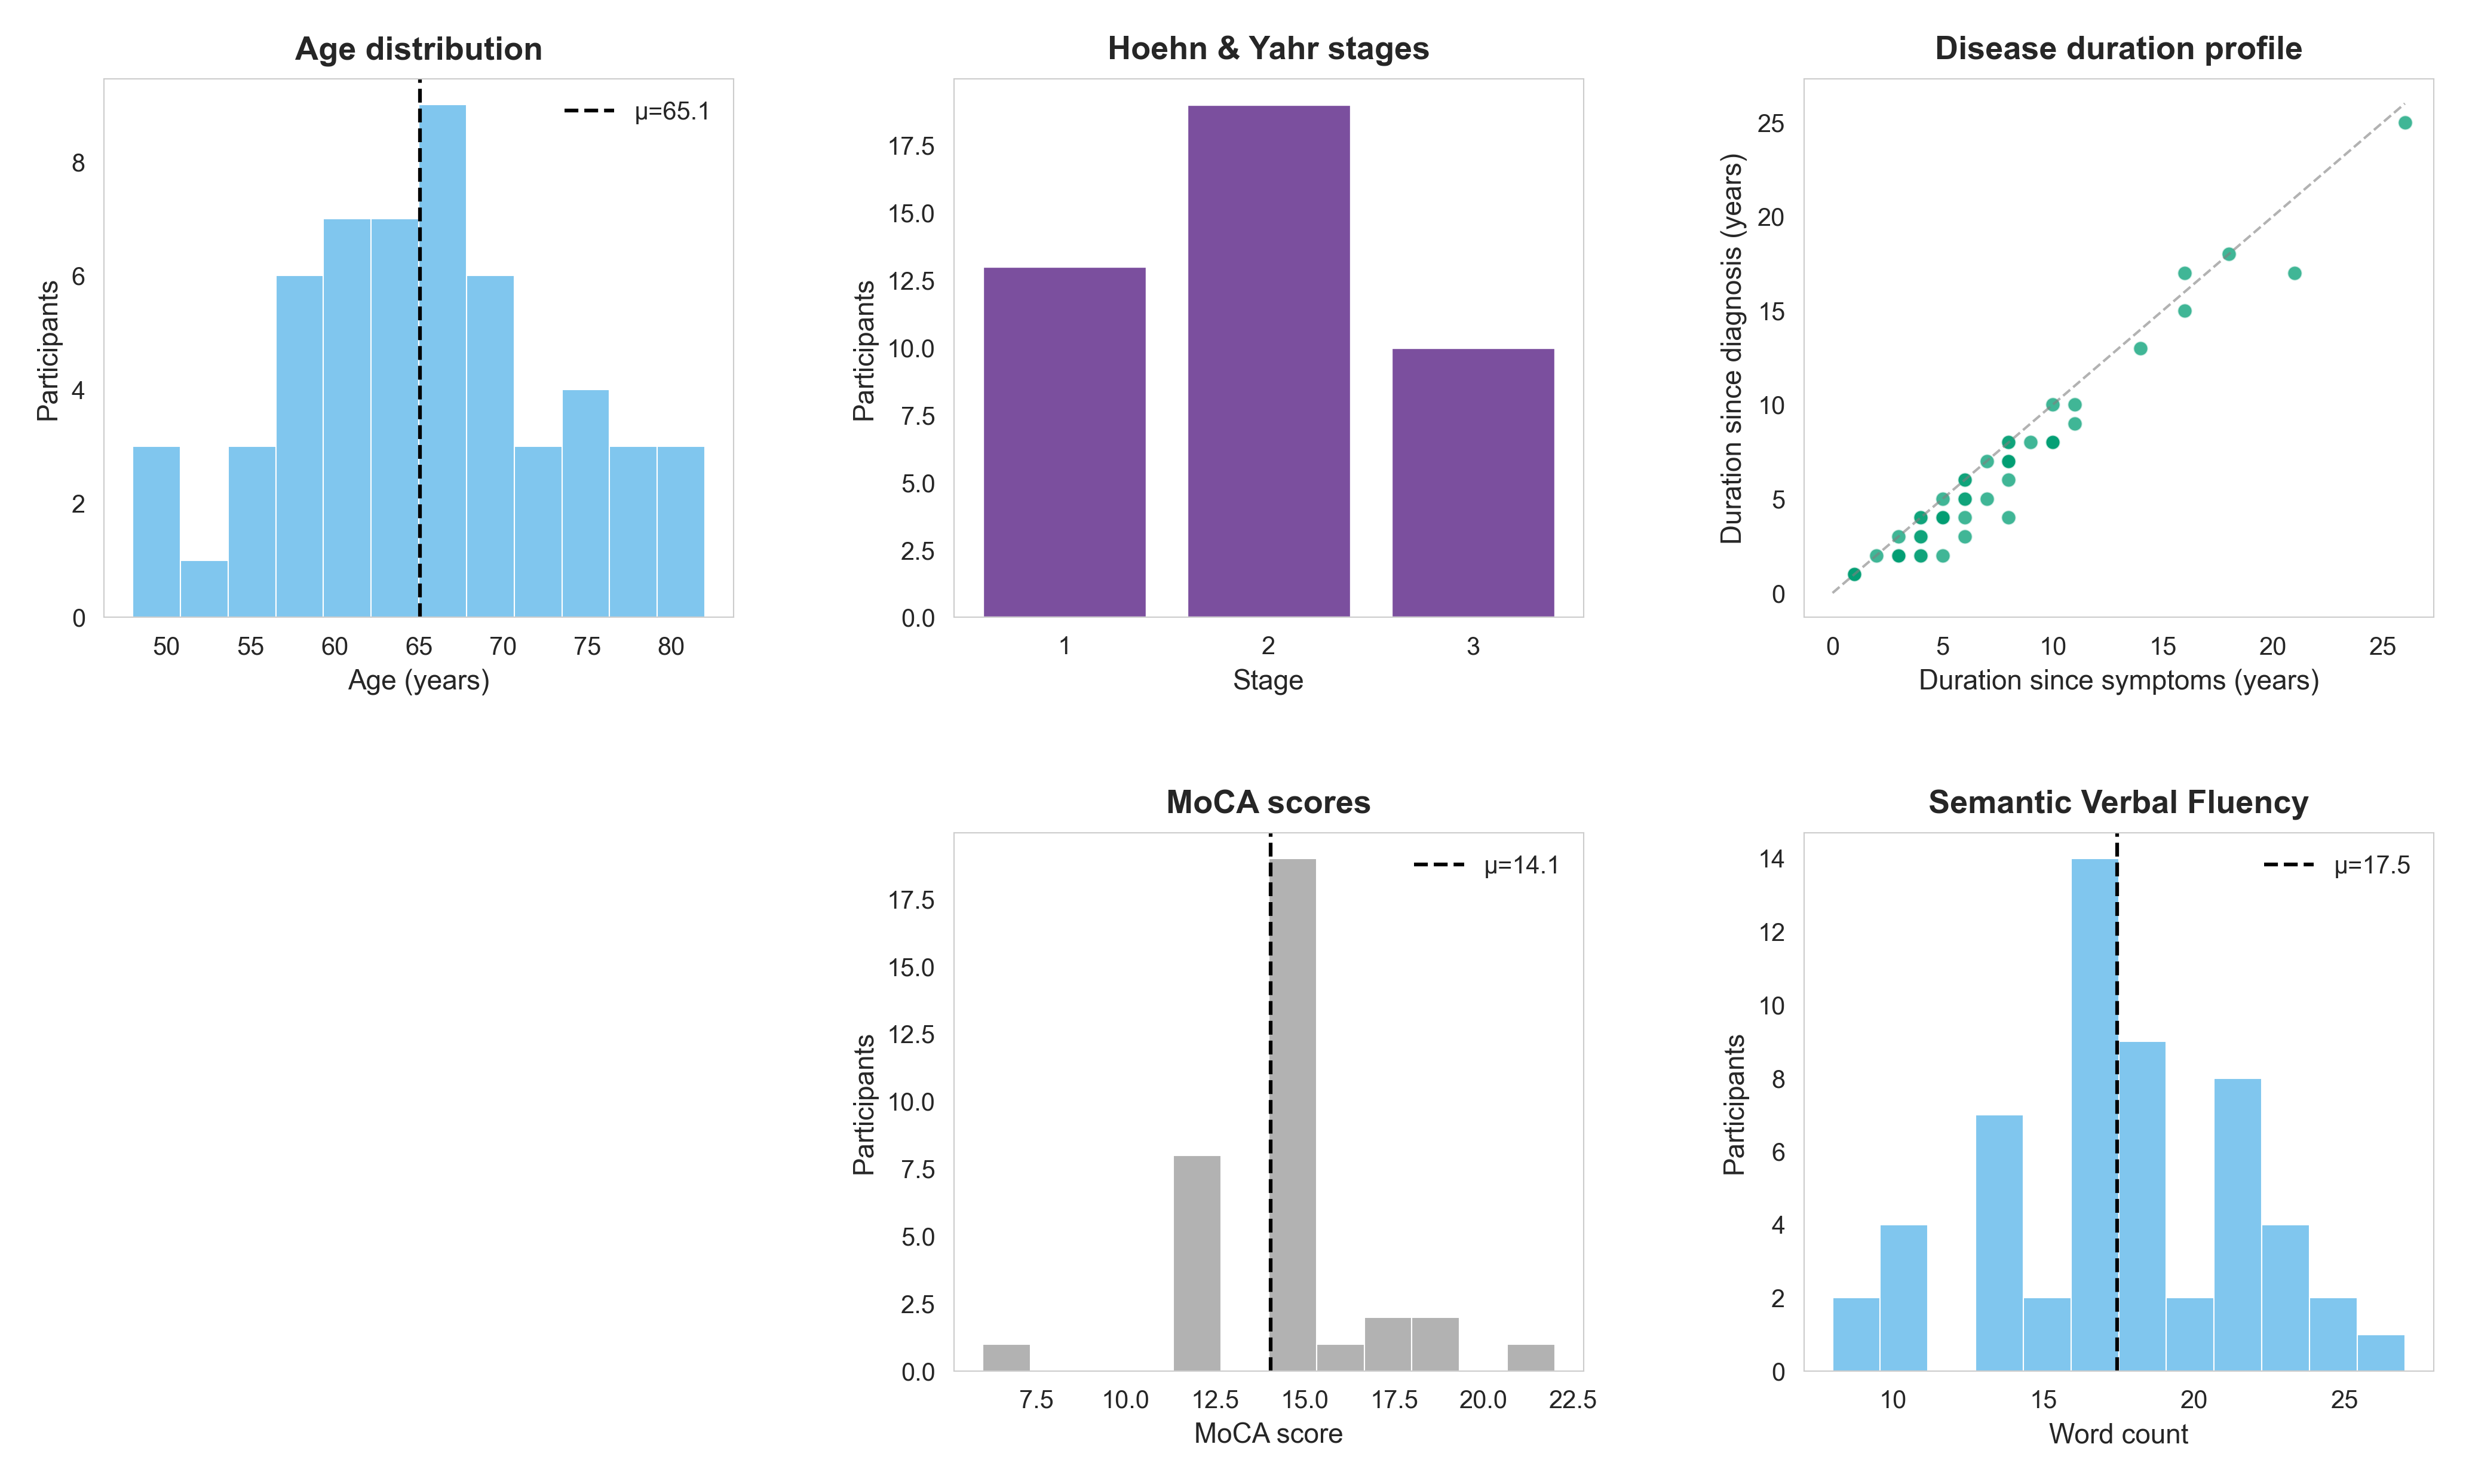 Age distribution
μ=65.1
8
6
4
2
0
Participants
50 55 60 65 70 75 80
Age (years)
Hoehn & Yahr stages
17.5
15.0
12.5
10.0
7.5
5.0
2.5
0.0
Participants
1 2 3
Stage
Disease duration profile
25
20
15
10
5
0
Duration since diagnosis (years)
0 5 10 15 20 25
Duration since symptoms (years)
MoCA scores
μ=14.1
17.5
15.0
12.5
10.0
7.5
5.0
2.5
0.0
Participants
7.5 10.0 12.5 15.0 17.5 20.0 22.5
MoCA score
Semantic Verbal Fluency
μ=17.5
14
12
10
8
6
4
2
0
Participants
10 15 20 25
Word count